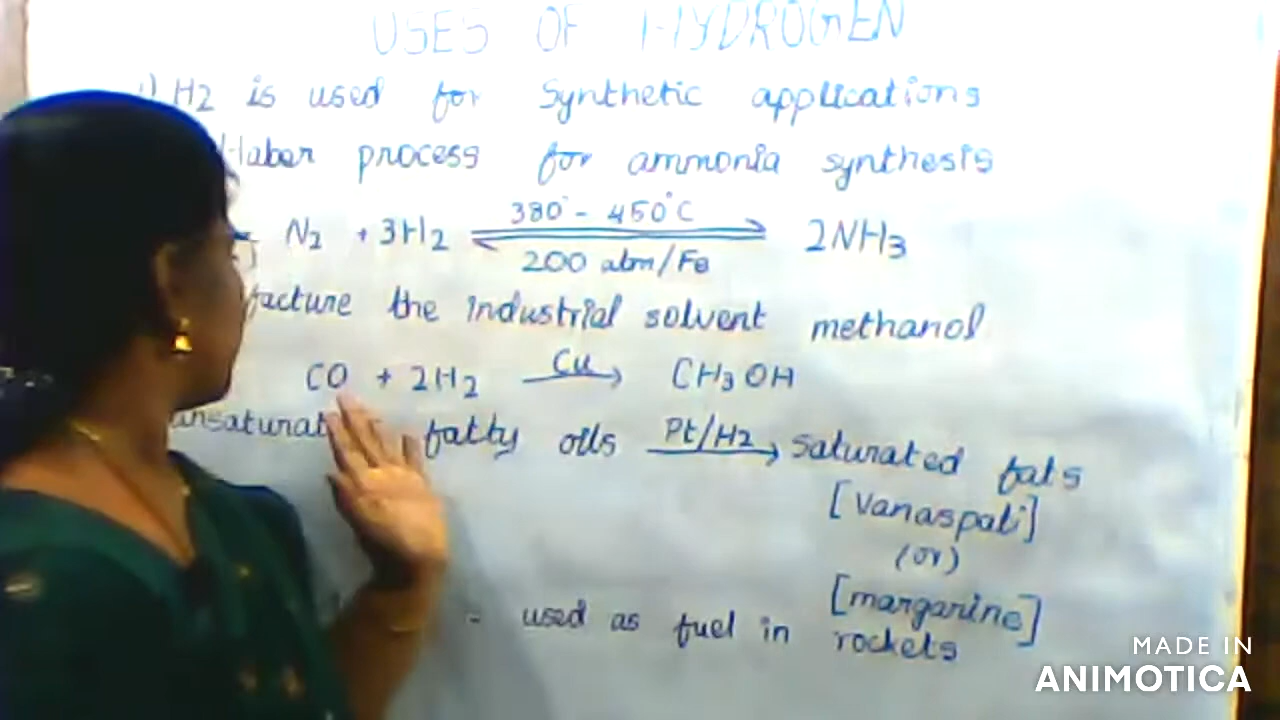 USES OF HYDROGEN
1) H2 is used for synthetic applications
Haber process for ammonia synthesis
N2 + 3H2 380° - 450°C 200 atm/Fe 2NH3
facture the industrial solvent methanol
CO + 2H2 Cu CH3OH
unsaturat fatty oils Pt/H2 saturated fats
[vanaspati]
(or)
[margarine]
- used as fuel in rockets
MADE IN
ANIMOTICA